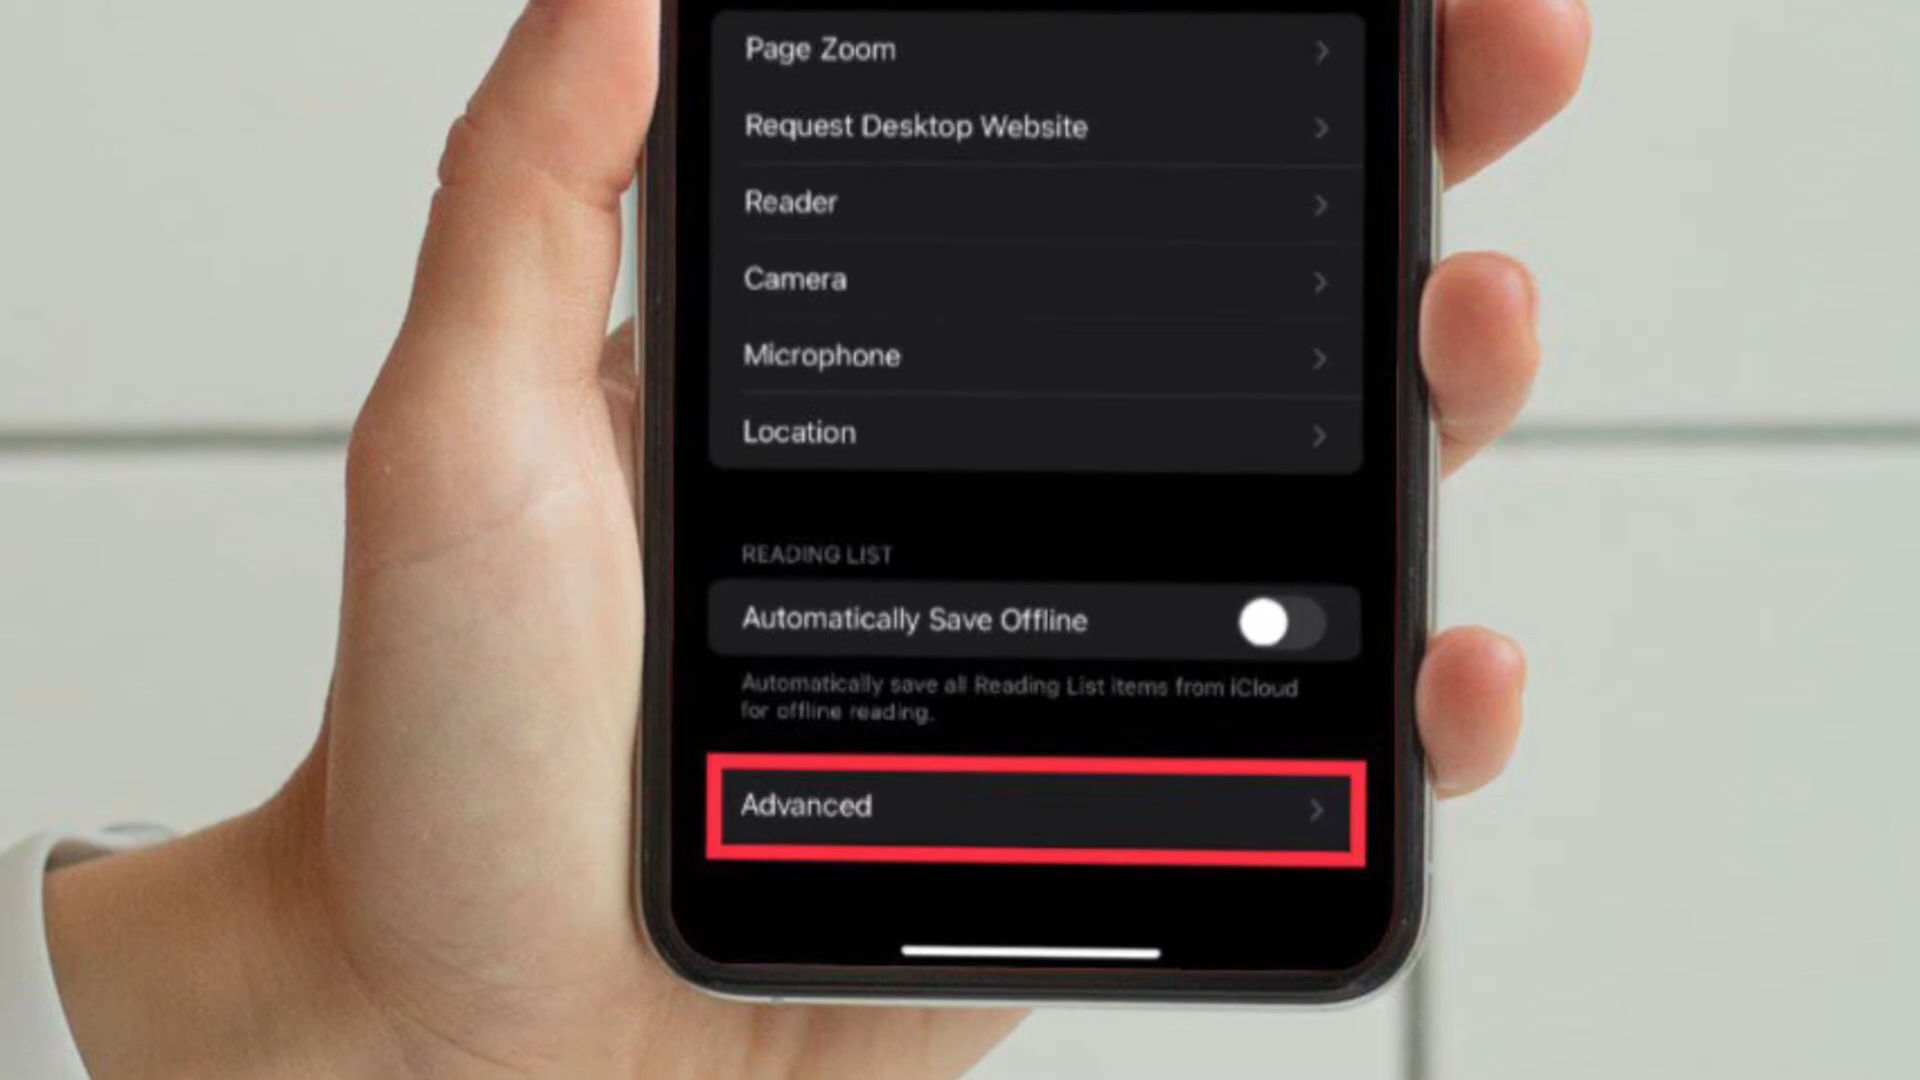 Page Zoom
Request Desktop Website
Reader
Camera
Microphone
Location
READING LIST
Automatically Save Offline
Automatically save all Reading List items from iCloud
for offline reading.
Advanced